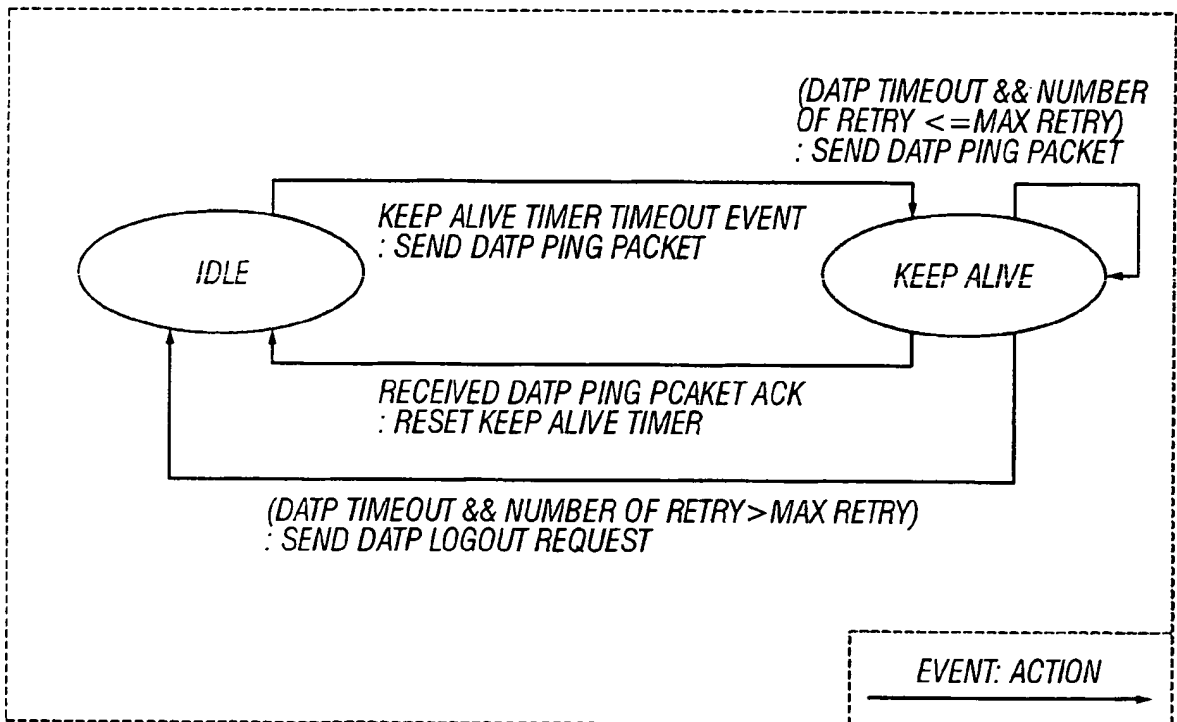 (DATP TIMEOUT && NUMBER
OF RETRY <=MAX RETRY)
: SEND DATP PING PACKET
KEEP ALIVE TIMER TIMEOUT EVENT
: SEND DATP PING PACKET
IDLE
KEEP ALIVE
RECEIVED DATP PING PCAKET ACK
: RESET KEEP ALIVE TIMER
(DATP TIMEOUT && NUMBER OF RETRY>MAX RETRY)
: SEND DATP LOGOUT REQUEST
EVENT: ACTION